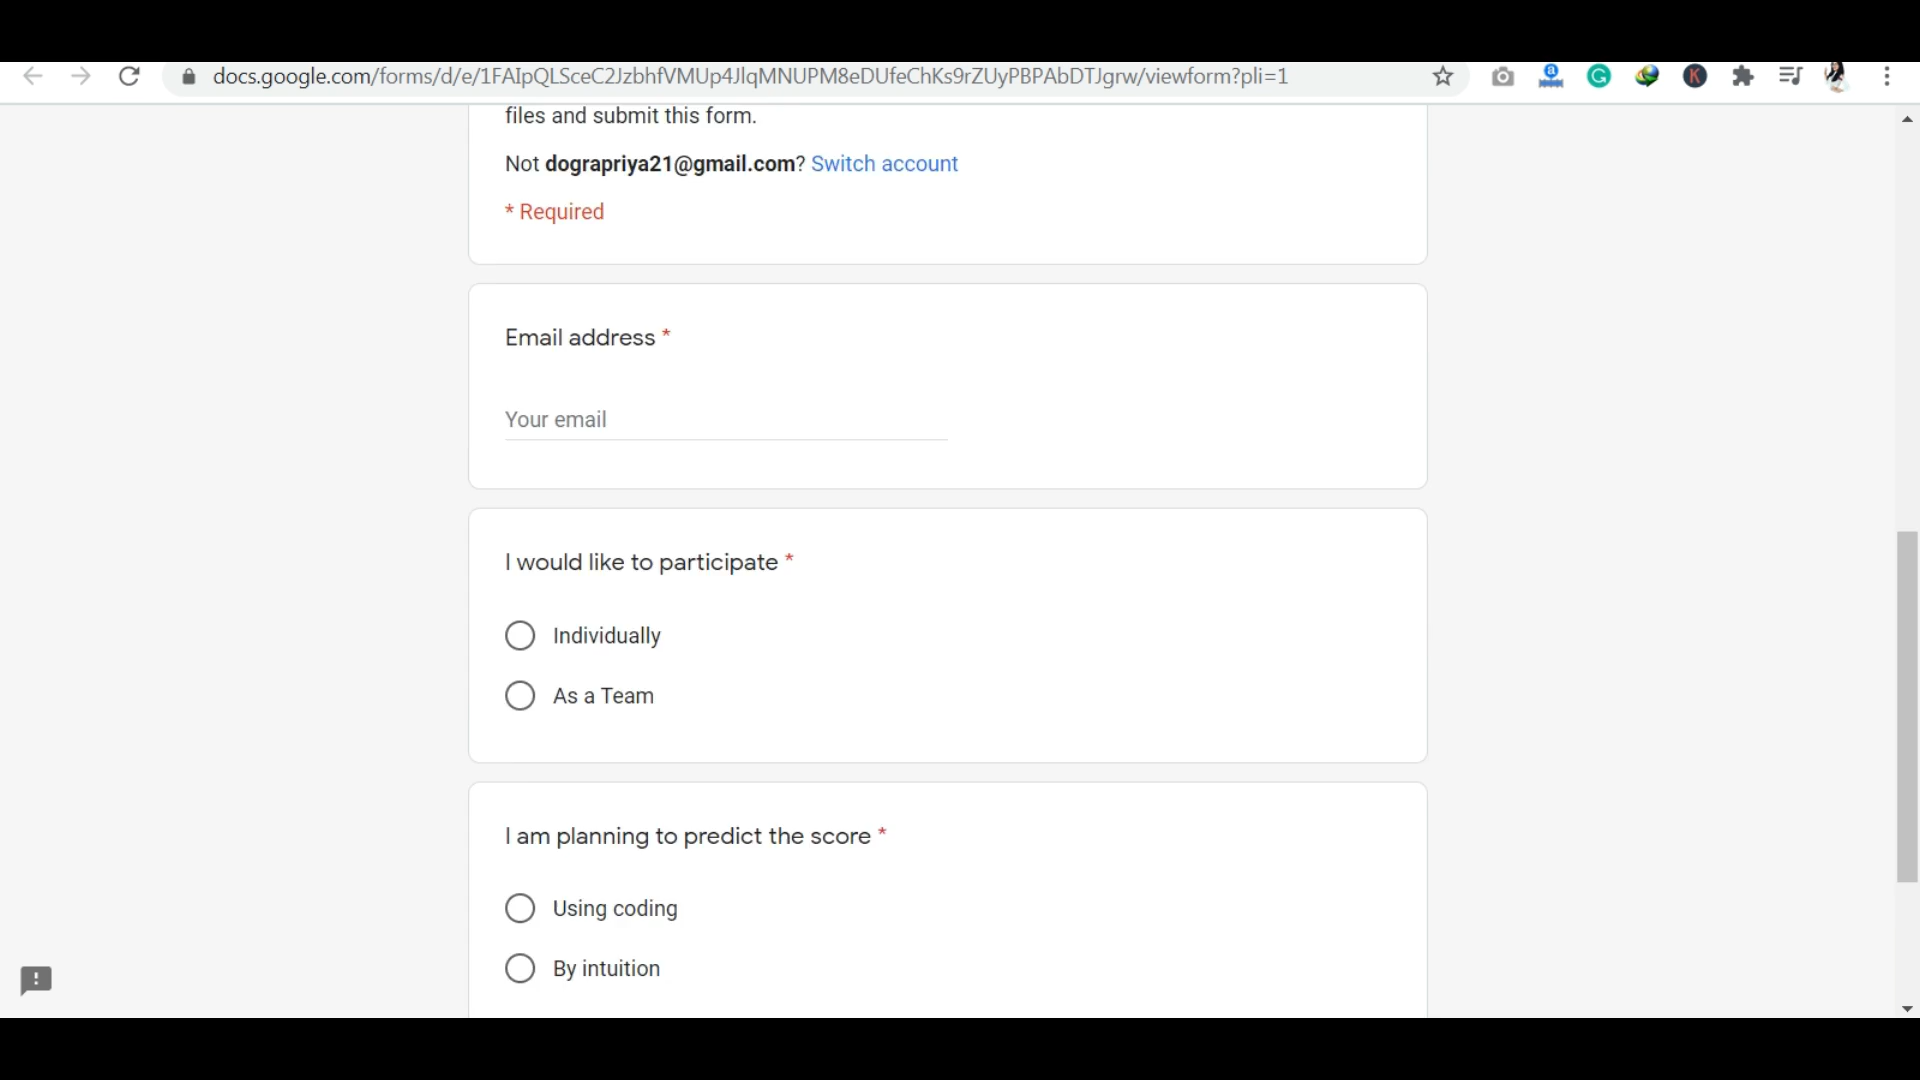 docs.google.com/forms/d/e/1FAIpQLSceC2JzbhfVMUp4JlqMNUPM8eDUfeChKs9rZUyPBPAbDTJgrw/viewform?pli=1
files and submit this form.
Not dograpriya21@gmail.com? Switch account
* Required
Email address *
Your email
I would like to participate *
Individually
As a Team
I am planning to predict the score *
Using coding
By intuition